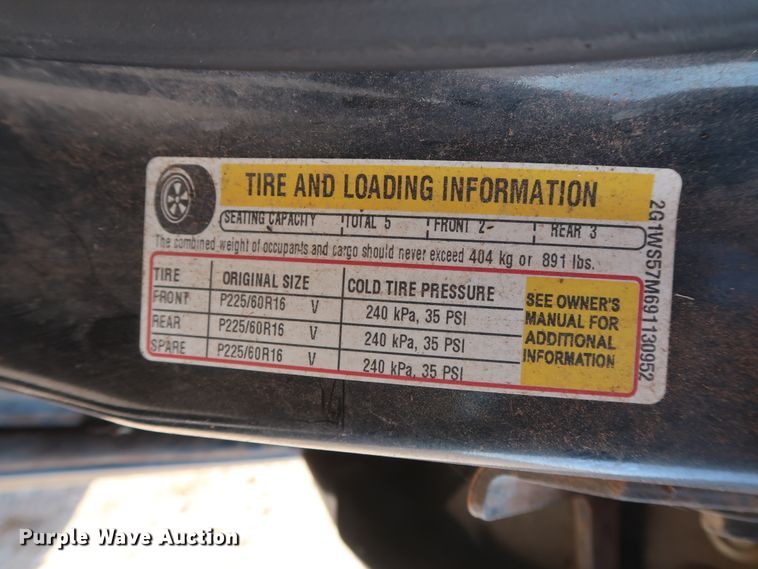 TIRE AND LOADING INFORMATION
SEATING CAPACITY TOTAL 5 FRONT 2 REAR 3
The combined weight of occupants and cargo should never exceed 404 kg or 891 lbs.
TIRE ORIGINAL SIZE COLD TIRE PRESSURE
FRONT P225/60R16 V 240 kPa, 35 PSI
REAR P225/60R16 V 240 kPa, 35 PSI
SPARE P225/60R16 V 240 kPa, 35 PSI
SEE OWNER'S
MANUAL FOR
ADDITIONAL
INFORMATION
2G1WS57M691130952
Purple Wave Auction